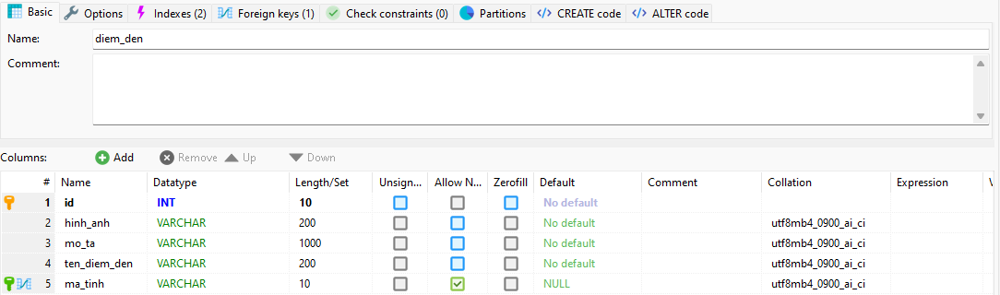 Basic Options Indexes (2) Foreign keys (1) Check constraints (0) Partitions </> CREATE code </> ALTER code
Name: diem_den
Comment:
Columns: Add Remove Up Down
# Name Datatype Length/Set Unsign... Allow N... Zerofill Default Comment Collation Expression V
1 id INT 10 No default
2 hinh_anh VARCHAR 200 No default utf8mb4_0900_ai_ci
3 mo_ta VARCHAR 1000 No default utf8mb4_0900_ai_ci
4 ten_diem_den VARCHAR 200 No default utf8mb4_0900_ai_ci
5 ma_tinh VARCHAR 10 NULL utf8mb4_0900_ai_ci